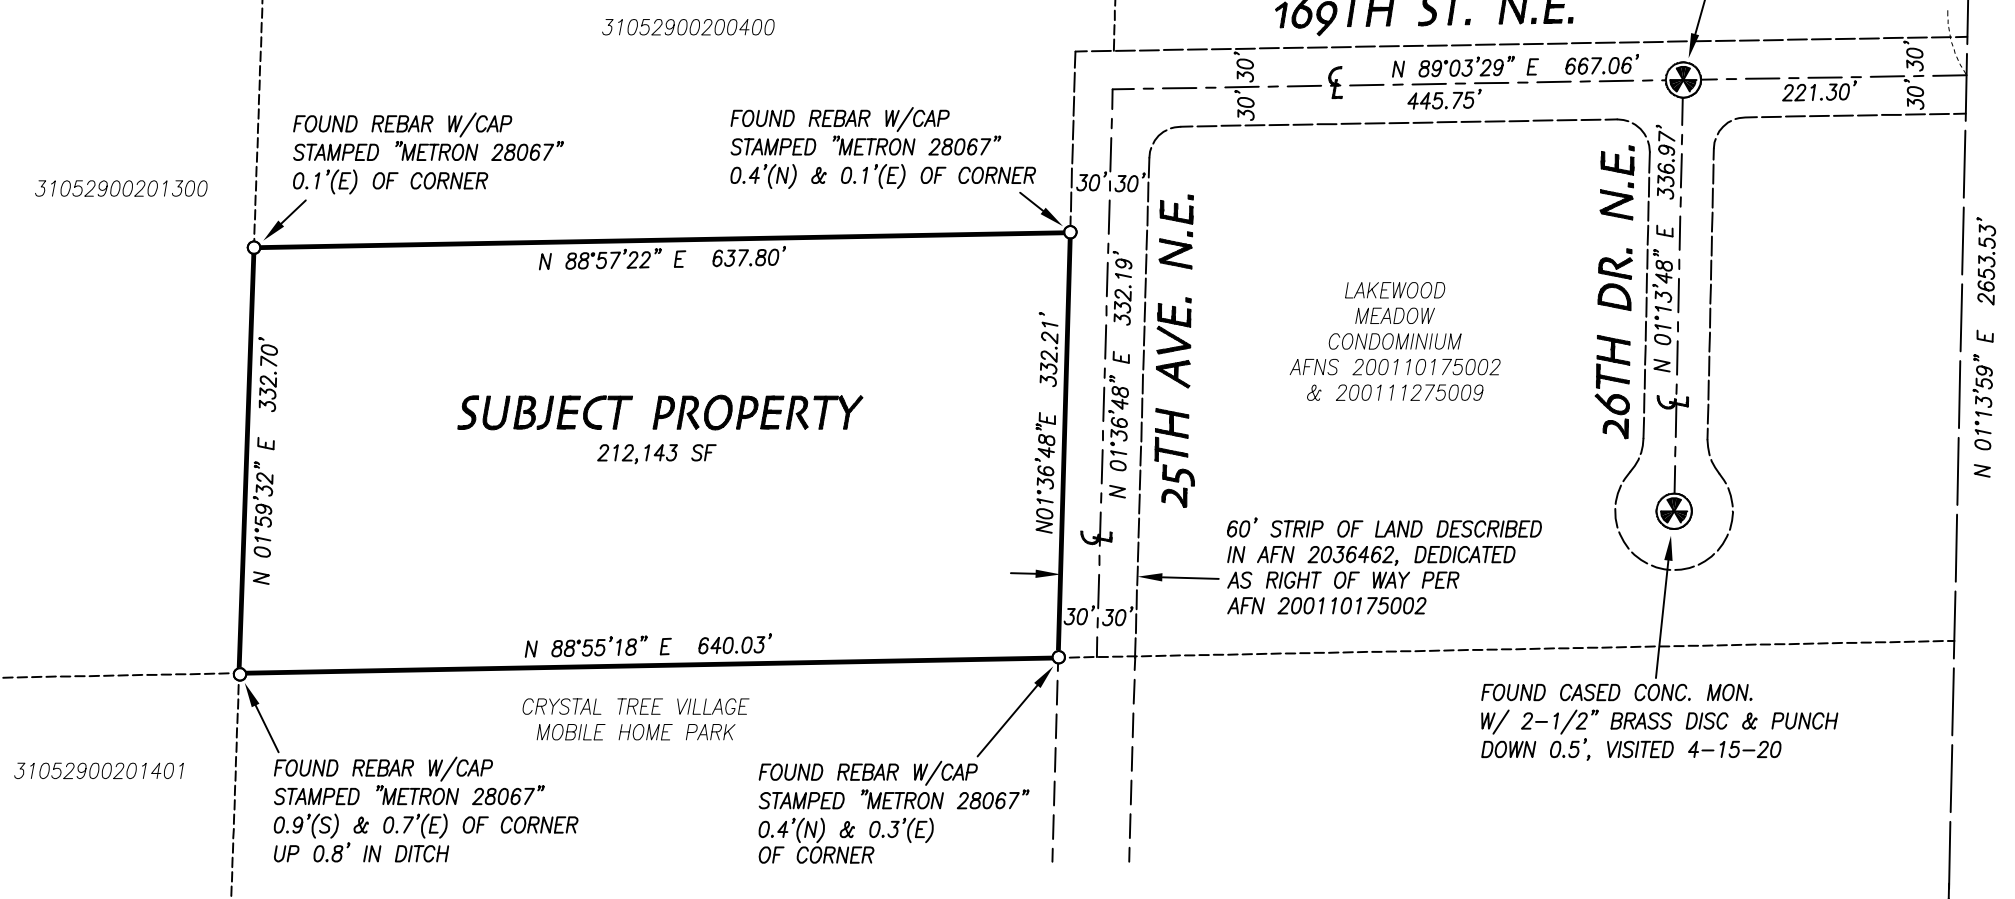 31052900200400
169TH ST. N.E.
N 89°03'29" E 667.06'
445.75'
221.30'
30'
30'
30'
30'
℄
FOUND REBAR W/CAP
STAMPED "METRON 28067"
0.1'(E) OF CORNER
FOUND REBAR W/CAP
STAMPED "METRON 28067"
0.4'(N) & 0.1'(E) OF CORNER
31052900201300
30' 30'
N 88°57'22" E 637.80'
N 01°59'32" E 332.70'
SUBJECT PROPERTY
212,143 SF
N01°36'48"E 332.21'
N 01°36'48" E 332.19'
℄
25TH AVE. N.E.
LAKEWOOD
MEADOW
CONDOMINIUM
AFNS 200110175002
& 200111275009
26TH DR. N.E.
N 01°13'48" E 336.97'
℄
N 01°13'59" E 2653.53'
60' STRIP OF LAND DESCRIBED
IN AFN 2036462, DEDICATED
AS RIGHT OF WAY PER
AFN 200110175002
30' 30'
N 88°55'18" E 640.03'
CRYSTAL TREE VILLAGE
MOBILE HOME PARK
31052900201401
FOUND REBAR W/CAP
STAMPED "METRON 28067"
0.9'(S) & 0.7'(E) OF CORNER
UP 0.8' IN DITCH
FOUND REBAR W/CAP
STAMPED "METRON 28067"
0.4'(N) & 0.3'(E)
OF CORNER
FOUND CASED CONC. MON.
W/ 2-1/2" BRASS DISC & PUNCH
DOWN 0.5', VISITED 4-15-20